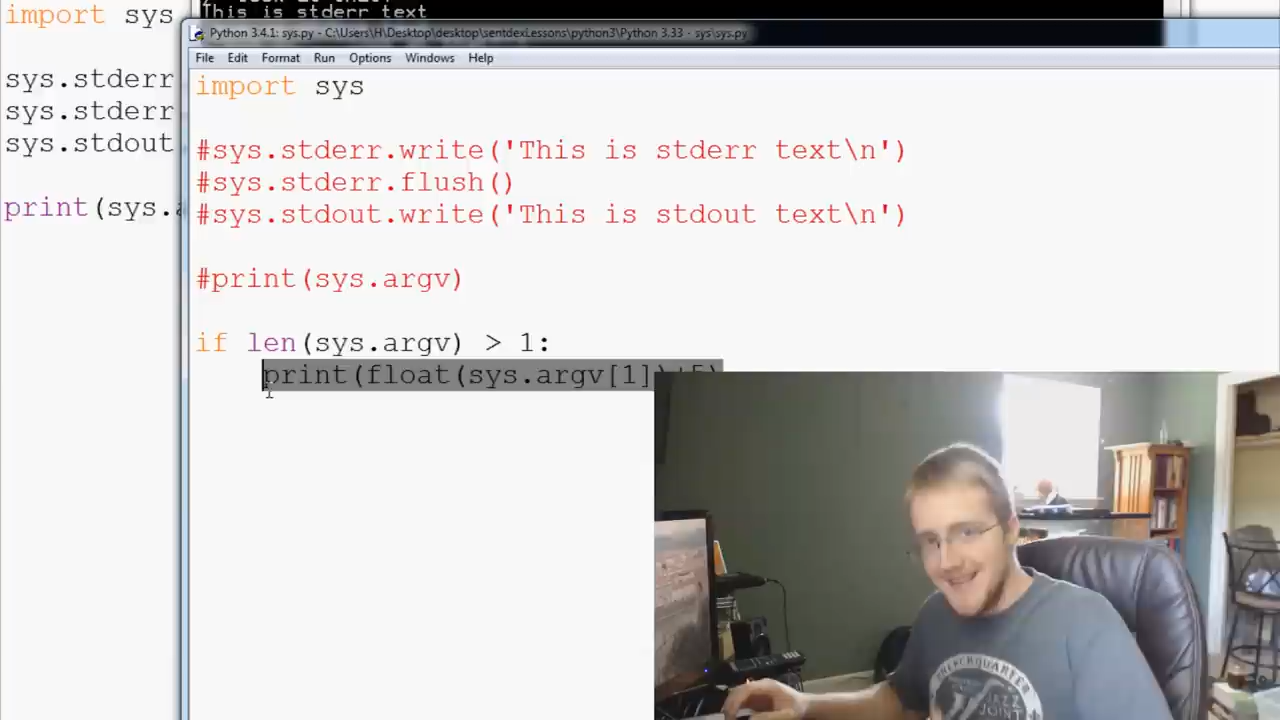 This is stderr text
import sys
sys.stderr
sys.stderr
sys.stdout
print(sys.
Python 3.4.1: sys.py - C:\Users\H\Desktop\desktop\sentdexLessons\python3\Python 3.33 - sys\sys.py
File Edit Format Run Options Windows Help
import sys
#sys.stderr.write('This is stderr text\n')
#sys.stderr.flush()
#sys.stdout.write('This is stdout text\n')
#print(sys.argv)
if len(sys.argv) > 1:
print(float(sys.argv[1])+5)
JAZZ
JOINT